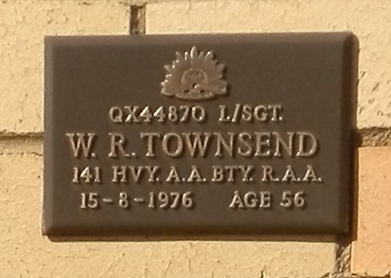 QX44870 L/SGT.
W. R. TOWNSEND
141 HVY. A.A. BTY. R.A.A.
15-8-1976 AGE 56